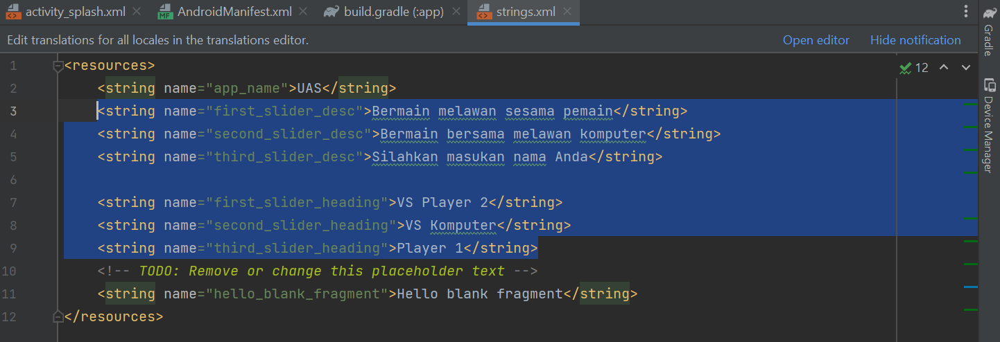 activity_splash.xml AndroidManifest.xml build.gradle (:app) strings.xml
Edit translations for all locales in the translations editor. Open editor Hide notification
1 <resources> 12
2 <string name="app_name">UAS</string>
3 <string name="first_slider_desc">Bermain melawan sesama pemain</string>
4 <string name="second_slider_desc">Bermain bersama melawan komputer</string>
5 <string name="third_slider_desc">Silahkan masukan nama Anda</string>
6
7 <string name="first_slider_heading">VS Player 2</string>
8 <string name="second_slider_heading">VS Komputer</string>
9 <string name="third_slider_heading">Player 1</string>
10 <!-- TODO: Remove or change this placeholder text -->
11 <string name="hello_blank_fragment">Hello blank fragment</string>
12 </resources>
Gradle
Device Manager
MF